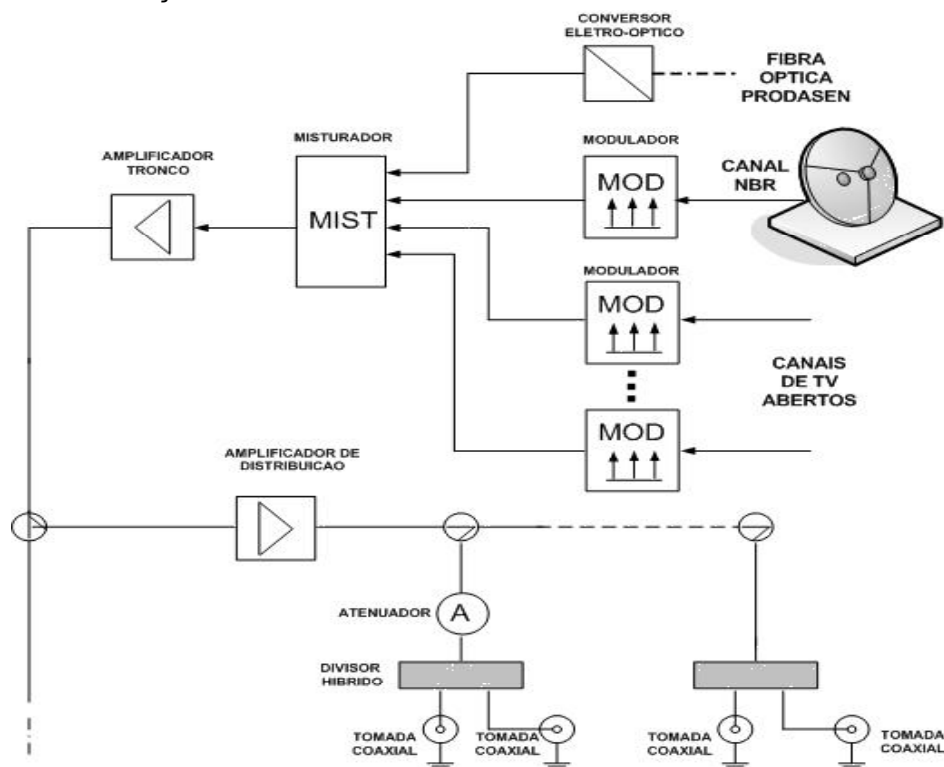 CONVERSOR
ELETRO-OPTICO
FIBRA
OPTICA
PRODASEN
MISTURADOR
MODULADOR
AMPLIFICADOR
TRONCO
MIST
MOD
CANAL
NBR
MODULADOR
MOD
CANAIS
DE TV
ABERTOS
MOD
AMPLIFICADOR DE
DISTRIBUICAO
ATENUADOR
A
DIVISOR
HIBRIDO
TOMADA
COAXIAL
TOMADA
COAXIAL
TOMADA
COAXIAL
TOMADA
COAXIAL